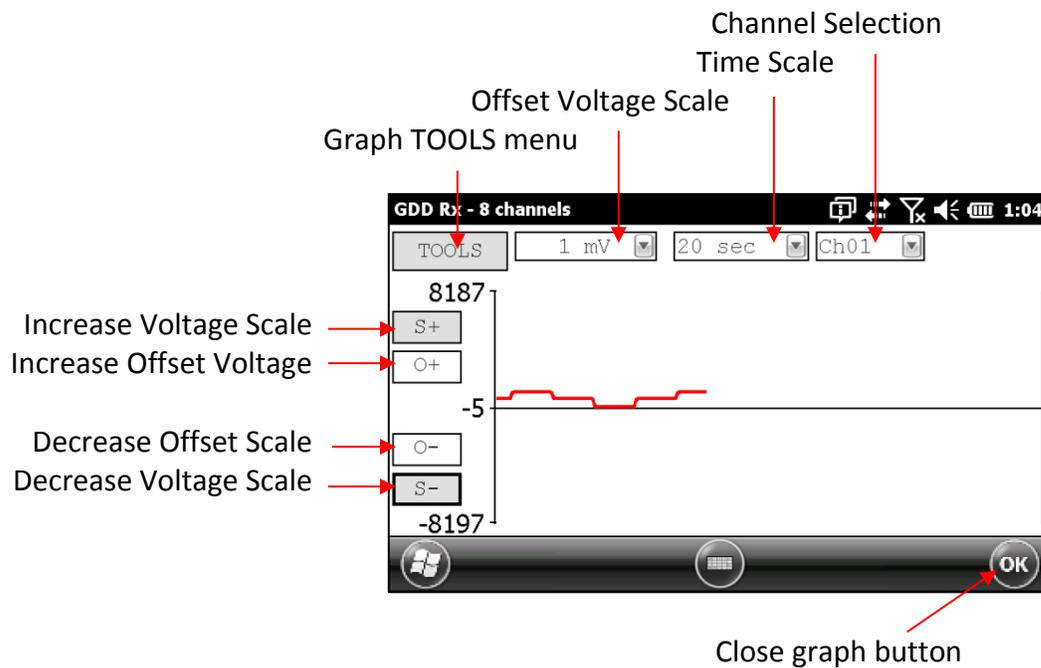 Channel Selection
Time Scale
Offset Voltage Scale
Graph TOOLS menu
GDD Rx - 8 channels 1:04
TOOLS 1 mV 20 sec Ch01
8187
Increase Voltage Scale S+
Increase Offset Voltage O+
-5
Decrease Offset Scale O-
Decrease Voltage Scale S-
-8197
OK
Close graph button